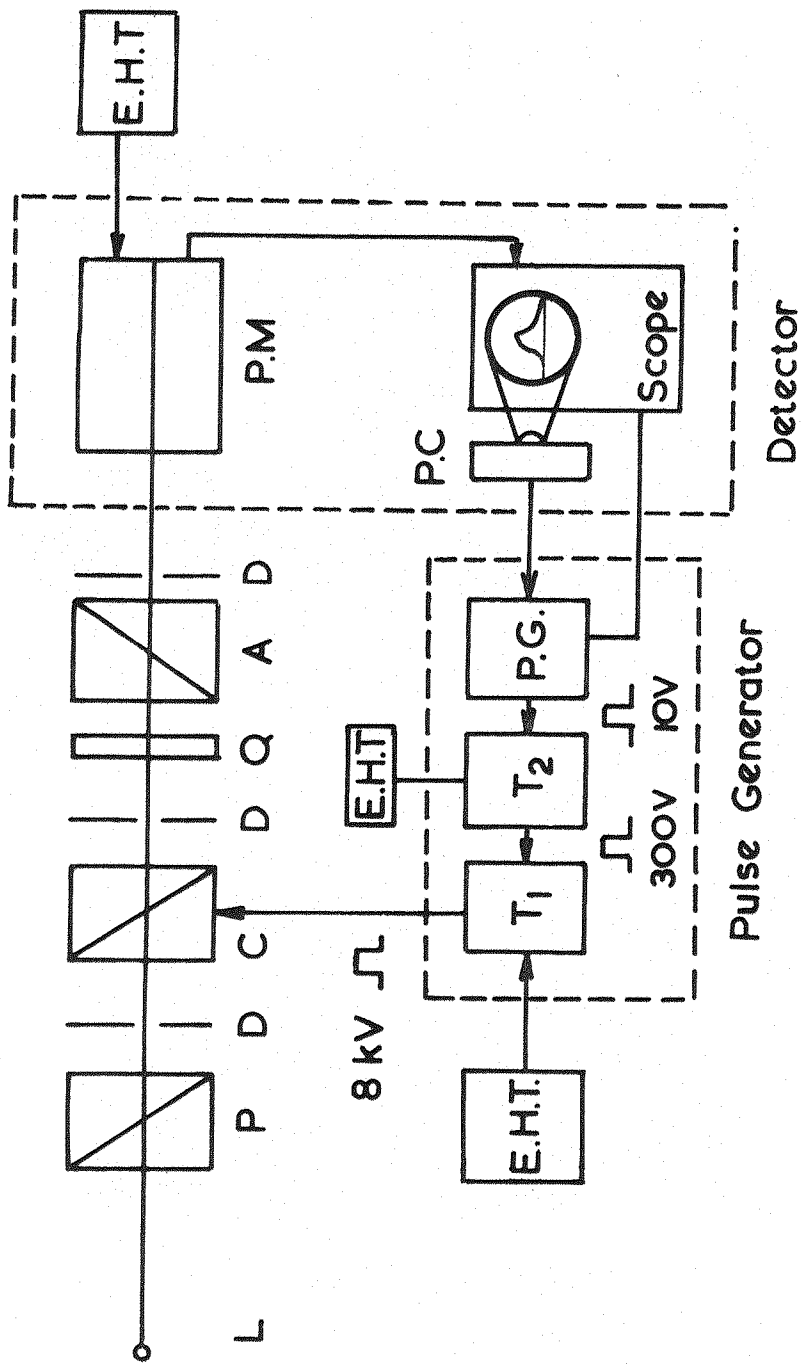 E.H.T
L P D C D Q A D P.M
8 kV
E.H.T
P.C
E.H.T.
T1
T2
P.G.
Scope
300V
10V
Pulse Generator
Detector